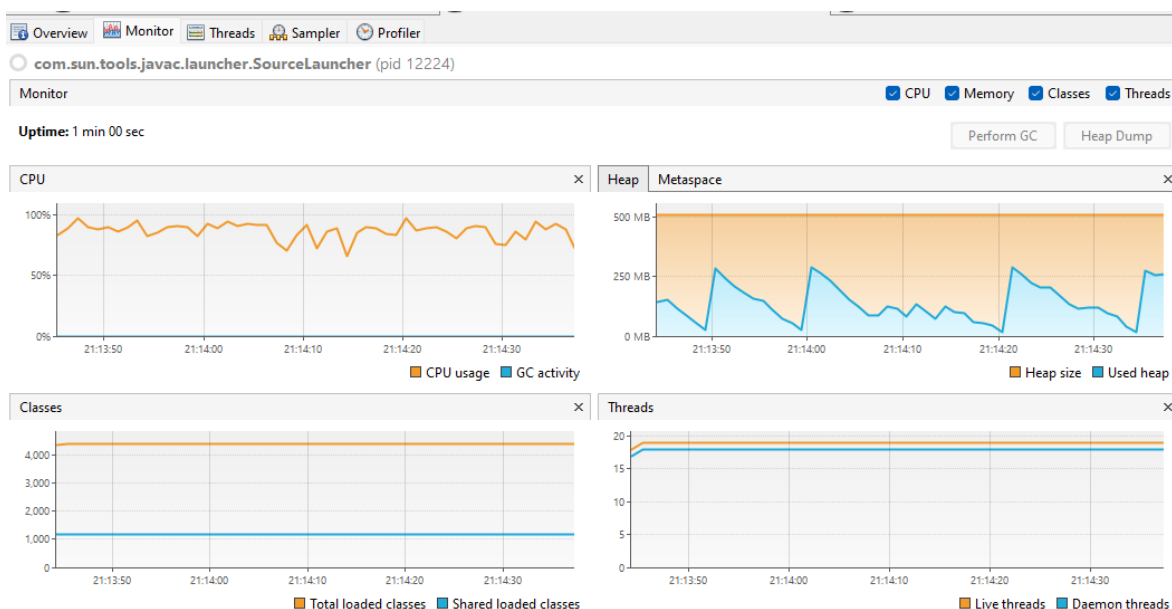 Overview Monitor Threads Sampler Profiler
com.sun.tools.javac.launcher.SourceLauncher (pid 12224)
Monitor CPU Memory Classes Threads
Uptime: 1 min 00 sec
Perform GC Heap Dump
CPU ×
100%
50%
0%
21:13:50 21:14:00 21:14:10 21:14:20 21:14:30
CPU usage GC activity
Heap Metaspace ×
500 MB
250 MB
0 MB
21:13:50 21:14:00 21:14:10 21:14:20 21:14:30
Heap size Used heap
Classes ×
4,000
3,000
2,000
1,000
0
21:13:50 21:14:00 21:14:10 21:14:20 21:14:30
Total loaded classes Shared loaded classes
Threads ×
20
15
10
5
0
21:13:50 21:14:00 21:14:10 21:14:20 21:14:30
Live threads Daemon threads